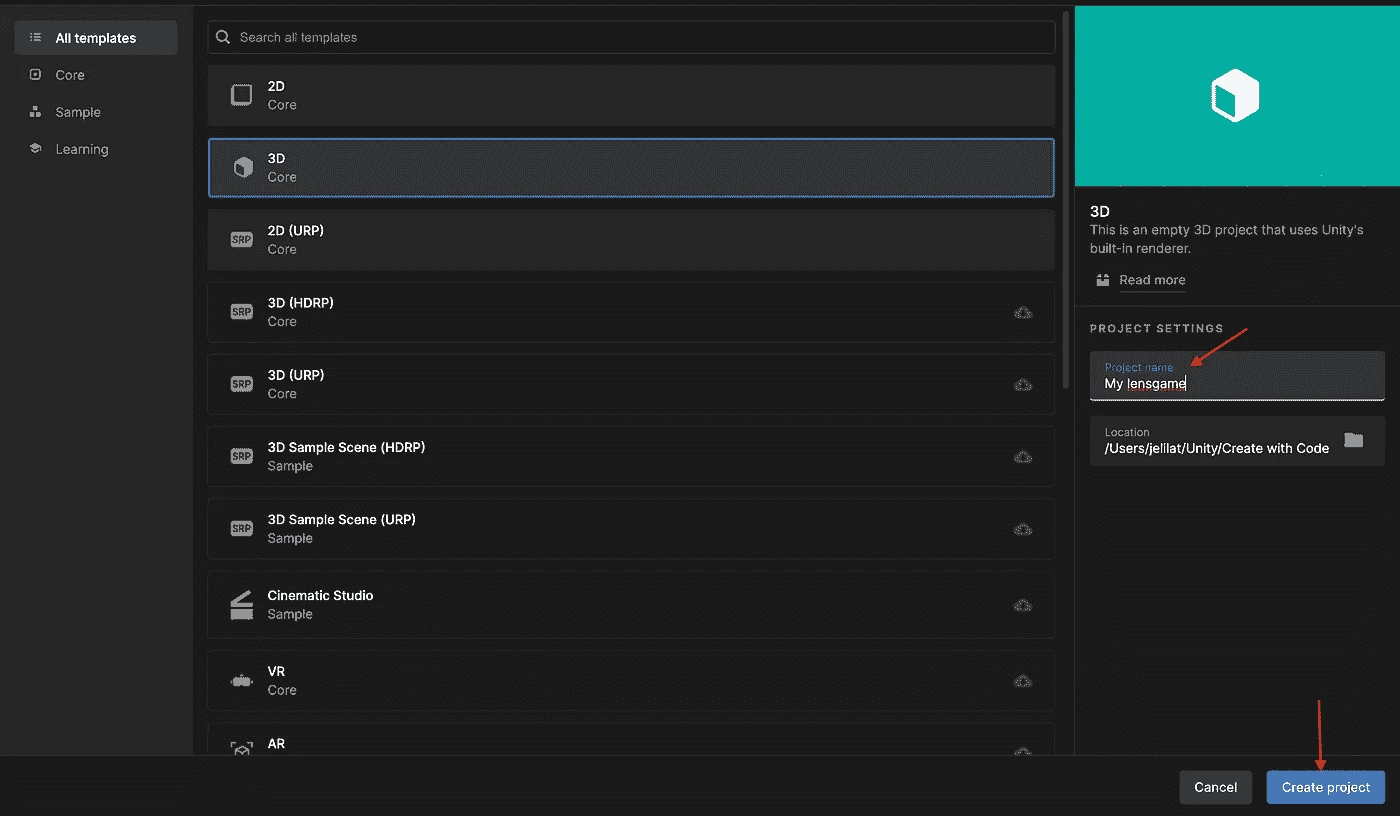 All templates
Core
Sample
Learning
Search all templates
2D
Core
3D
Core
SRP
2D (URP)
Core
SRP
3D (HDRP)
Core
SRP
3D (URP)
Core
SRP
3D Sample Scene (HDRP)
Sample
SRP
3D Sample Scene (URP)
Sample
Cinematic Studio
Sample
VR
Core
AR
3D
This is an empty 3D project that uses Unity's
built-in renderer.
Read more
PROJECT SETTINGS
Project name
My lensgame
Location
/Users/jelilat/Unity/Create with Code
Cancel
Create project